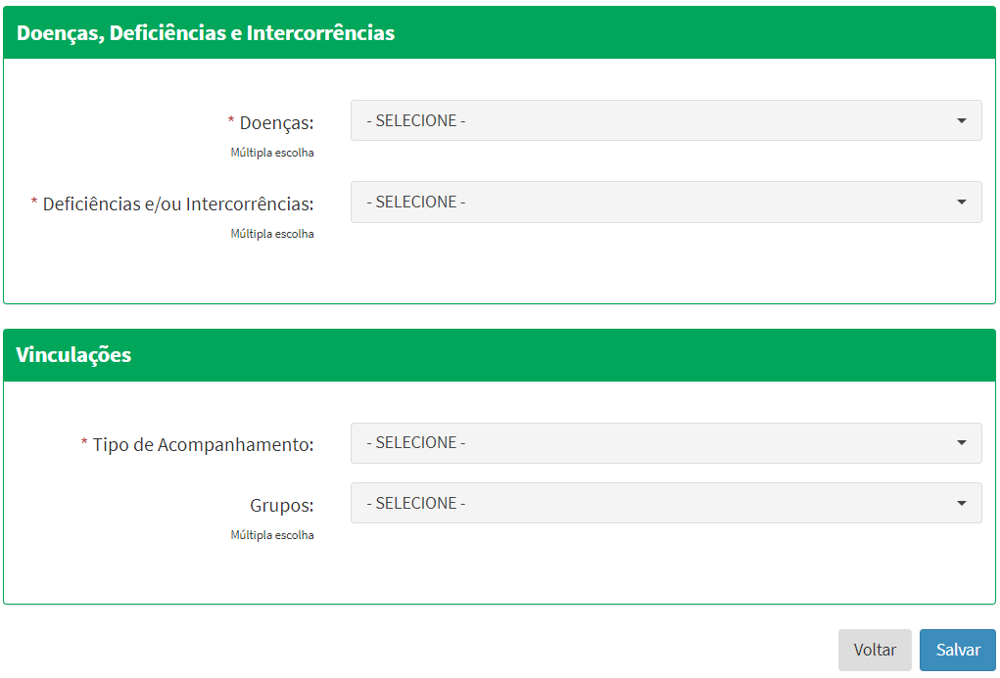 Doenças, Deficiências e Intercorrências
* Doenças:
- SELECIONE -
Múltipla escolha
* Deficiências e/ou Intercorrências:
- SELECIONE -
Múltipla escolha
Vinculações
* Tipo de Acompanhamento:
- SELECIONE -
Grupos:
- SELECIONE -
Múltipla escolha
Voltar
Salvar